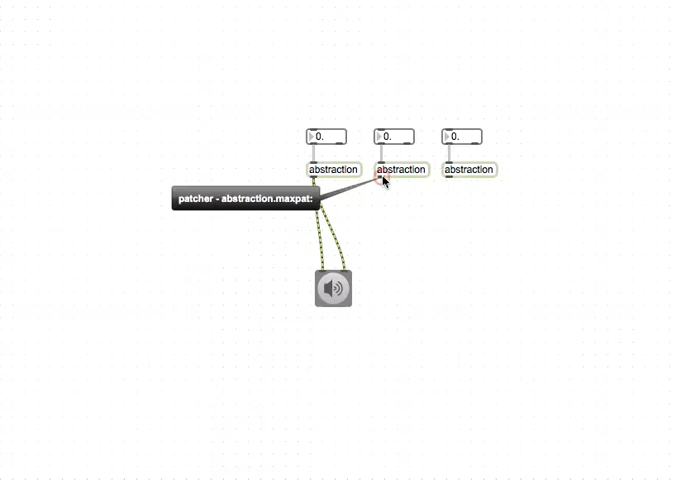 0. 0. 0.
abstraction abstraction abstraction
patcher - abstraction.maxpat: